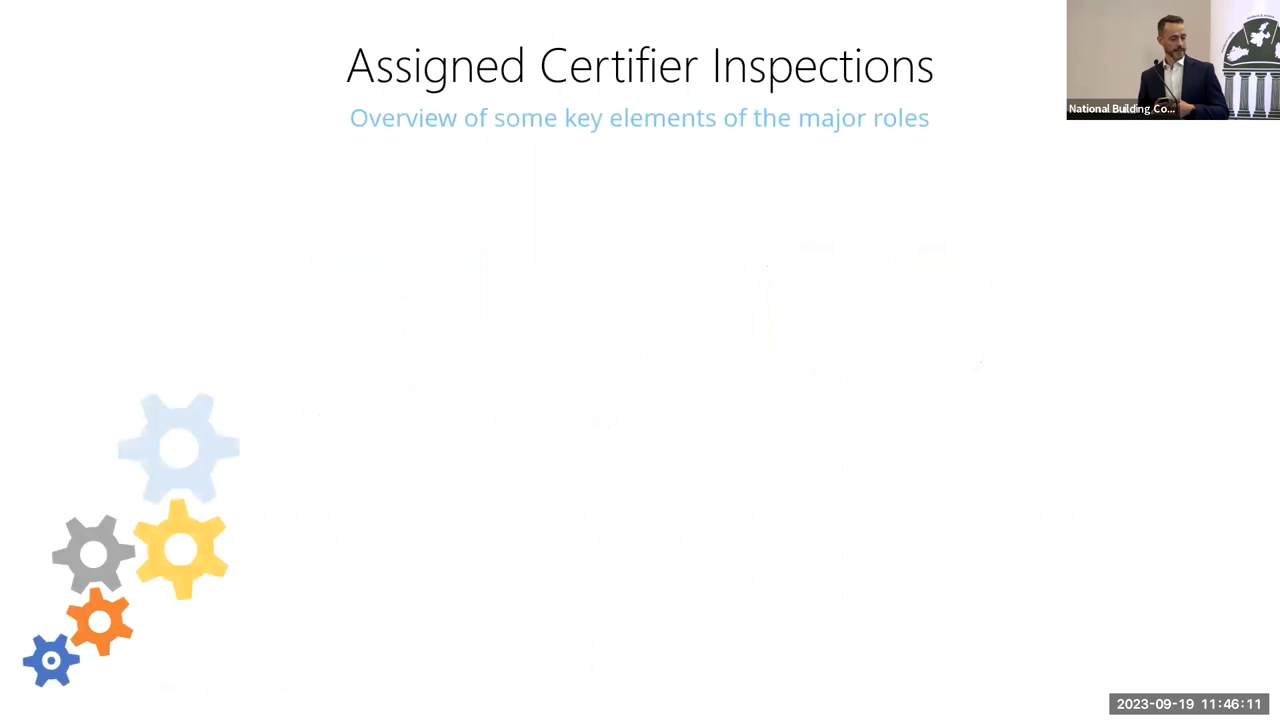 Assigned Certifier Inspections
Overview of some key elements of the major roles
National Building Co...
2023-09-19 11:46:11